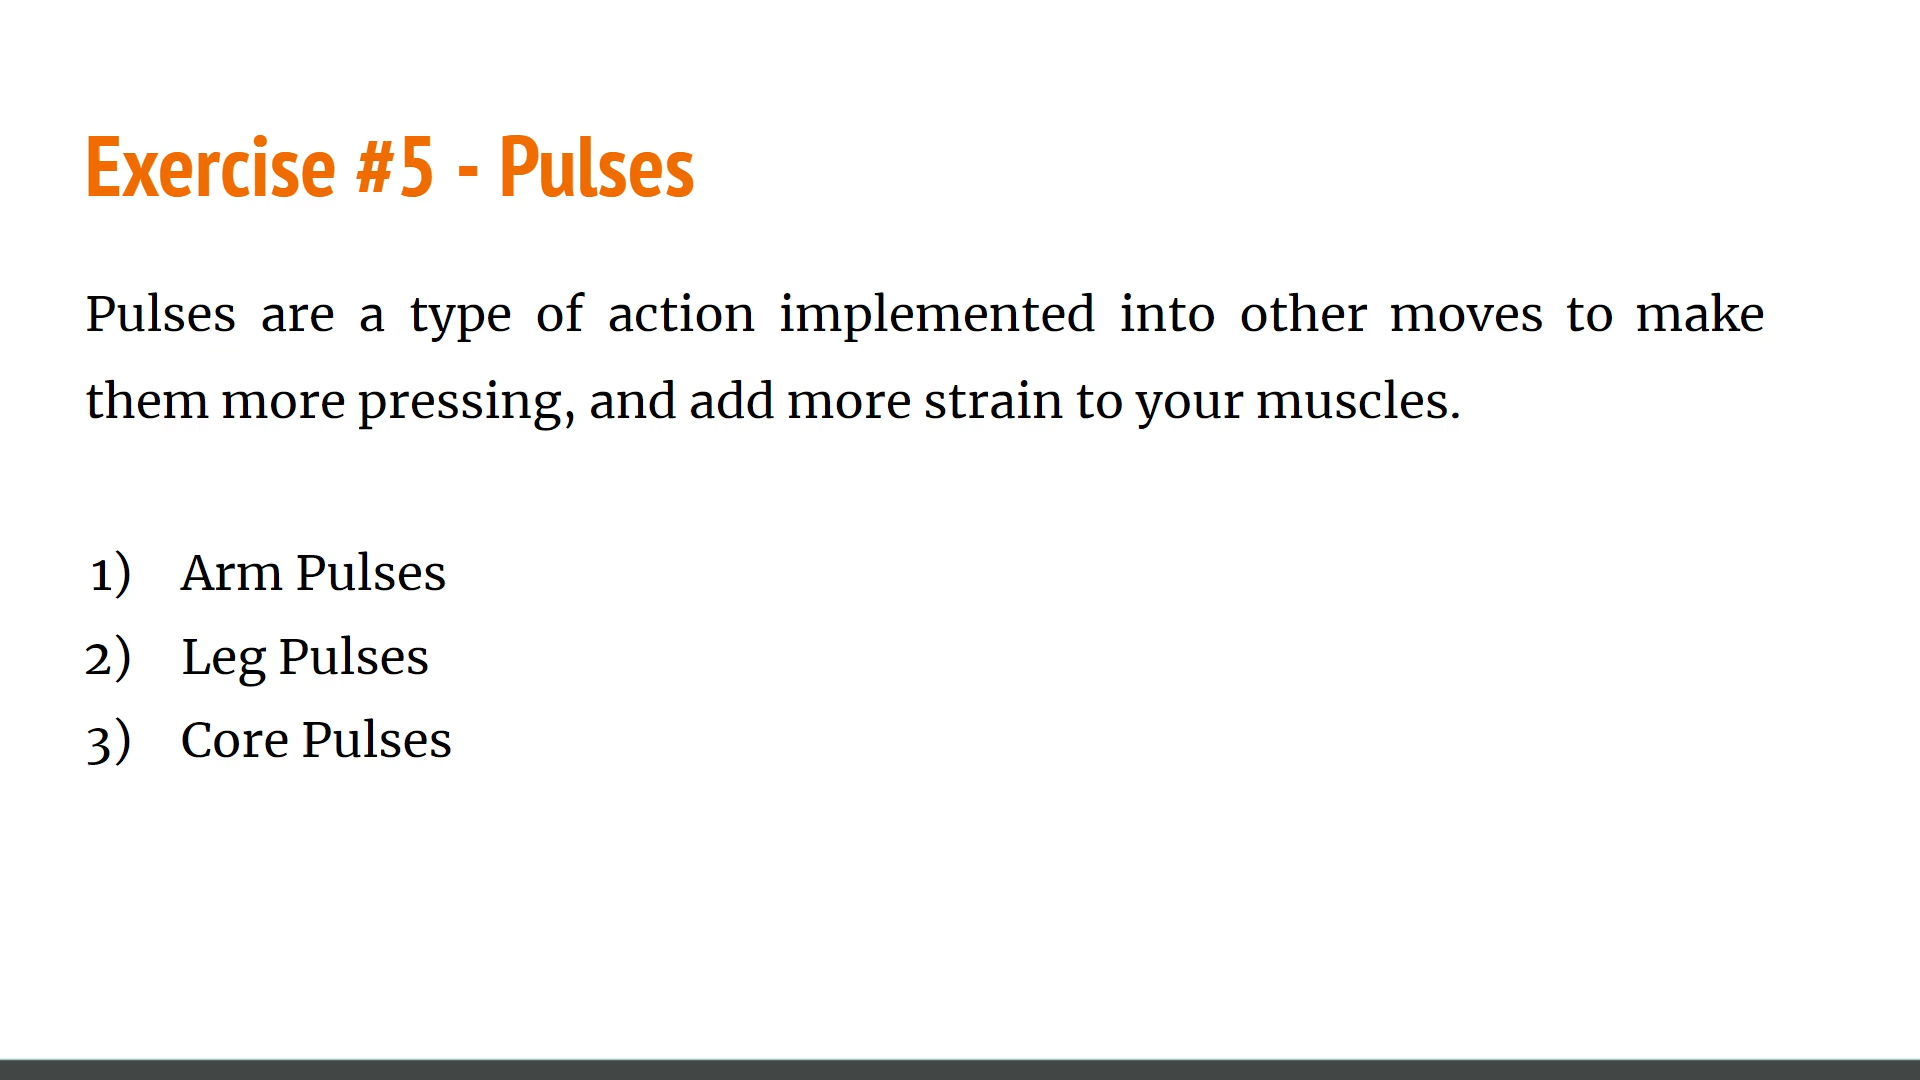 Exercise #5 - Pulses
Pulses are a type of action implemented into other moves to make
them more pressing, and add more strain to your muscles.
1) Arm Pulses
2) Leg Pulses
3) Core Pulses